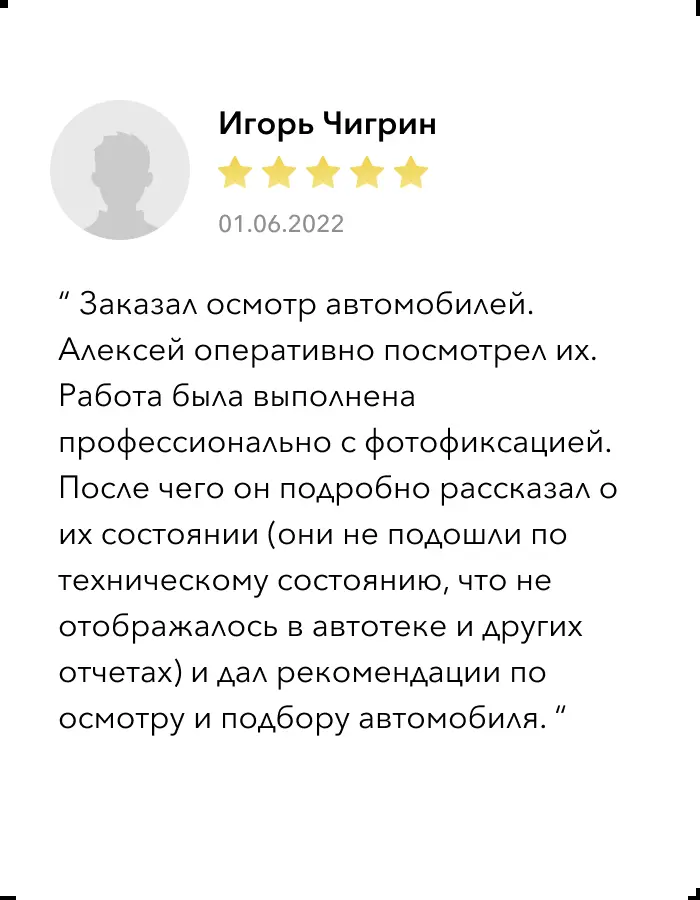 Игорь Чигрин
01.06.2022
“ Заказал осмотр автомобилей.
Алексей оперативно посмотрел их.
Работа была выполнена
профессионально с фотофиксацией.
После чего он подробно рассказал о
их состоянии (они не подошли по
техническому состоянию, что не
отображалось в автотеке и других
отчетах) и дал рекомендации по
осмотру и подбору автомобиля. “